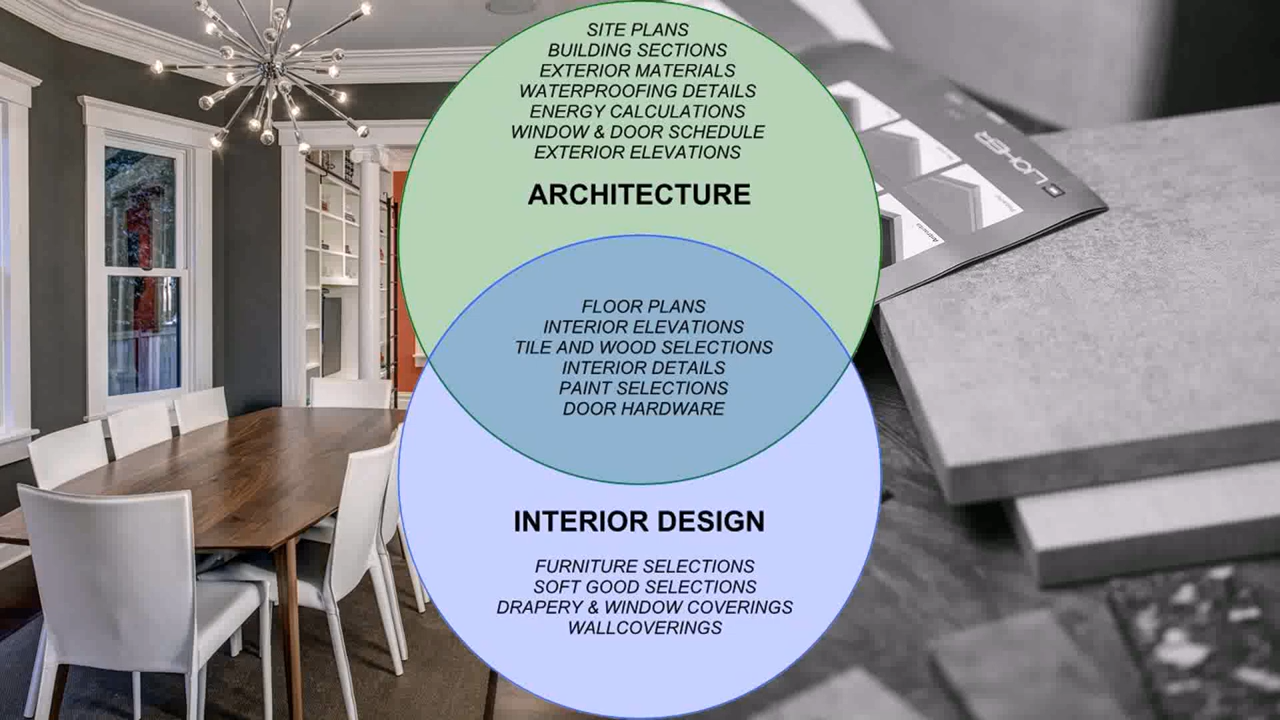 SITE PLANS
BUILDING SECTIONS
EXTERIOR MATERIALS
WATERPROOFING DETAILS
ENERGY CALCULATIONS
WINDOW & DOOR SCHEDULE
EXTERIOR ELEVATIONS
ARCHITECTURE
FLOOR PLANS
INTERIOR ELEVATIONS
TILE AND WOOD SELECTIONS
INTERIOR DETAILS
PAINT SELECTIONS
DOOR HARDWARE
INTERIOR DESIGN
FURNITURE SELECTIONS
SOFT GOOD SELECTIONS
DRAPERY & WINDOW COVERINGS
WALLCOVERINGS
LIOHER